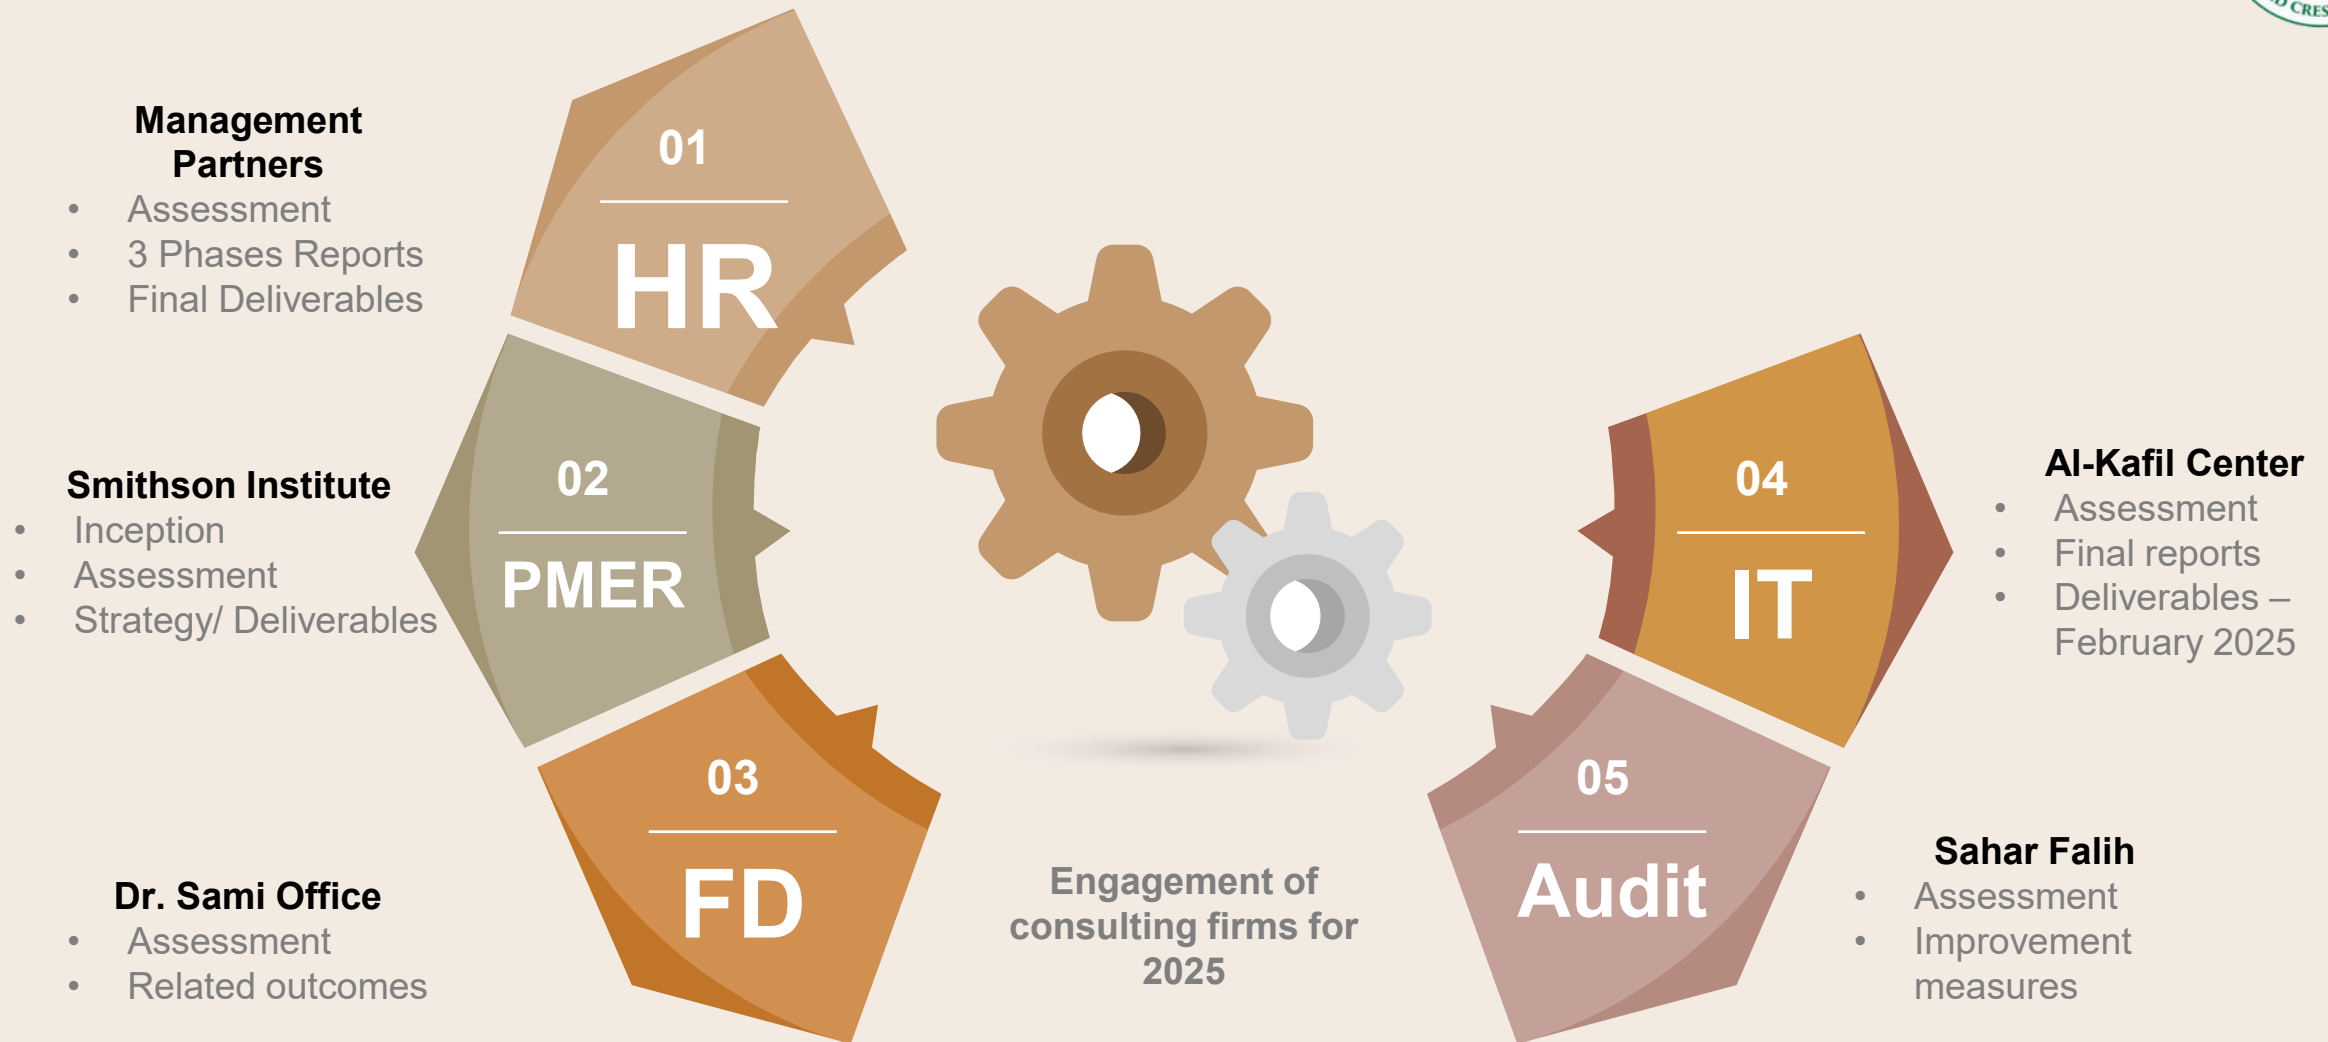 CRES
Management
Partners
• Assessment
• 3 Phases Reports
• Final Deliverables
01
HR
Smithson Institute
• Inception
• Assessment
• Strategy/ Deliverables
02
PMER
Dr. Sami Office
• Assessment
• Related outcomes
03
FD
Engagement of
consulting firms for
2025
04
IT
Al-Kafil Center
• Assessment
• Final reports
• Deliverables –
February 2025
05
Audit
Sahar Falih
• Assessment
• Improvement
measures